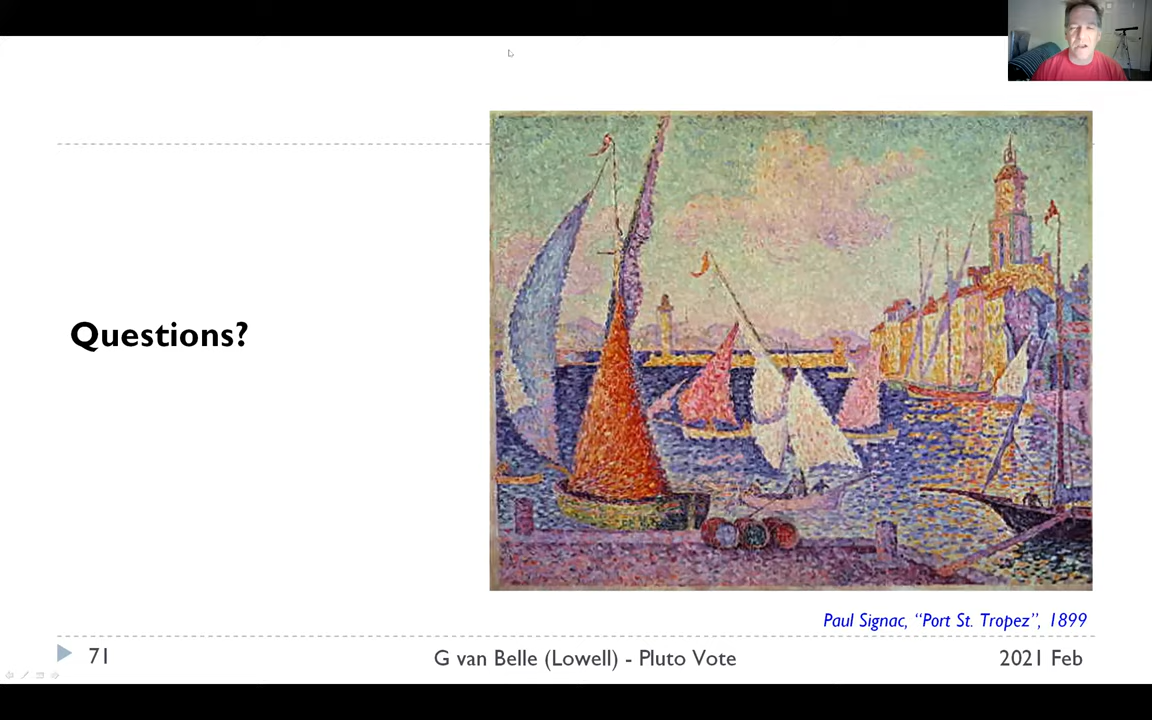 Questions?
Paul Signac, “Port St. Tropez”, 1899
71
G van Belle (Lowell) - Pluto Vote
2021 Feb